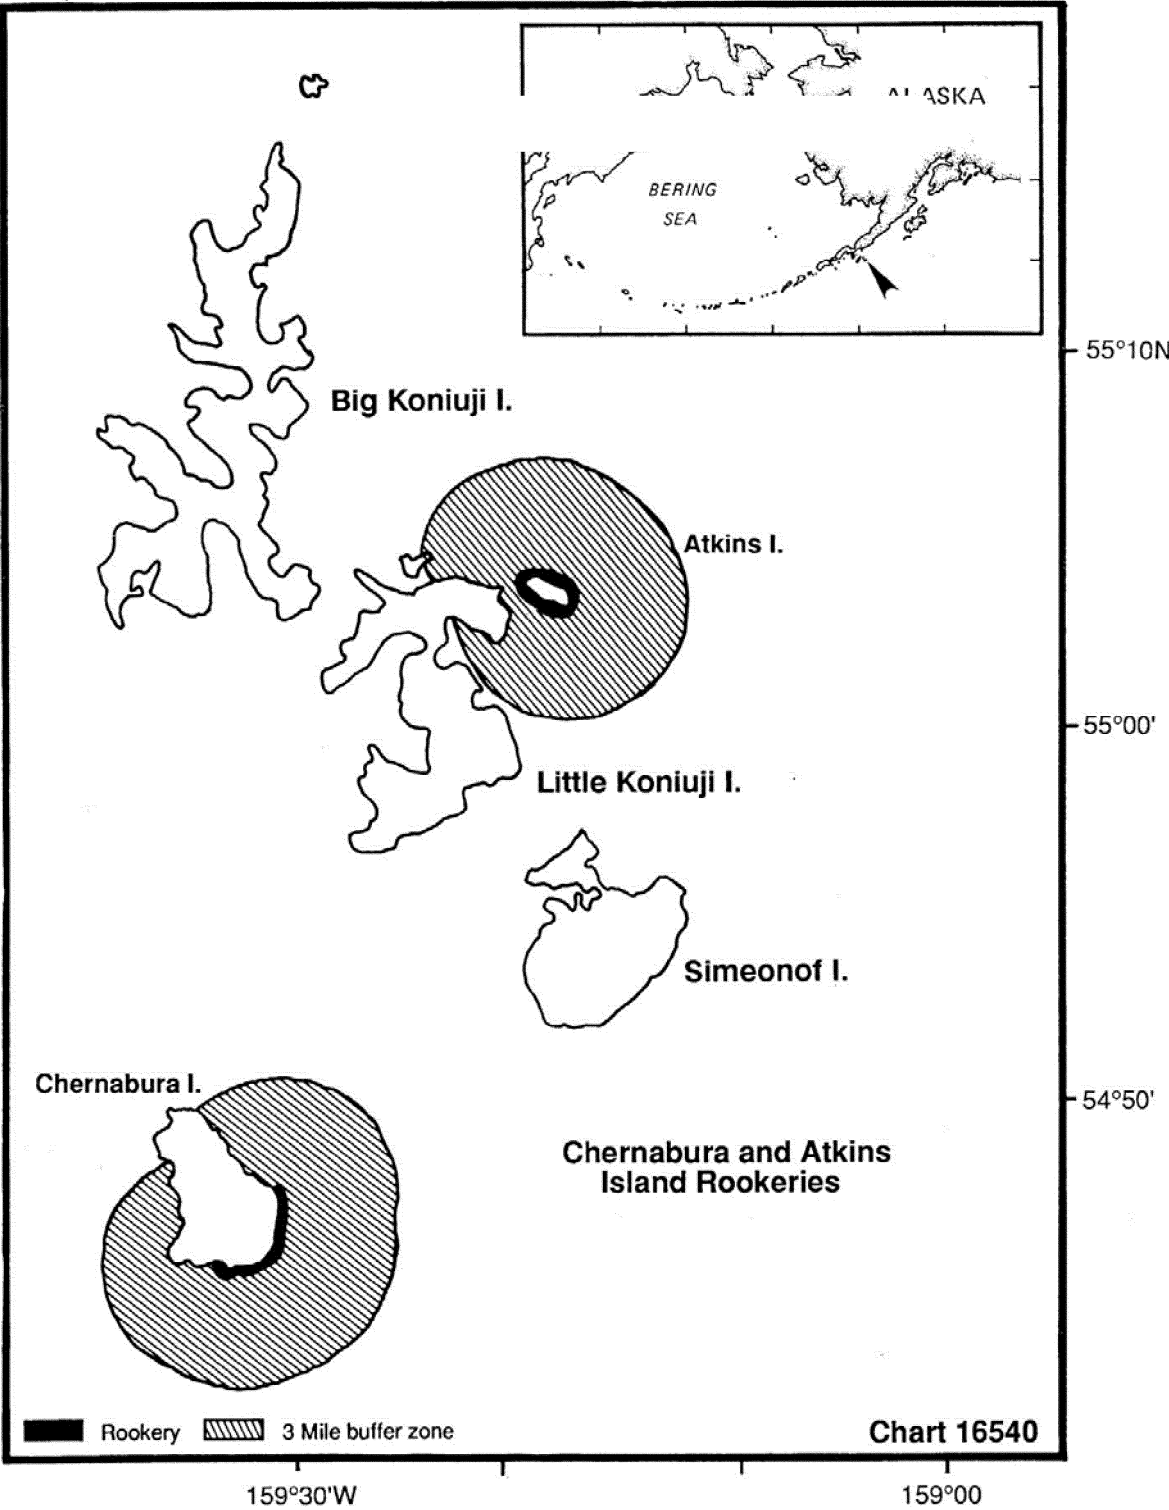 ALASKA
BERING
SEA
55°10N
Big Koniuji I.
Atkins I.
55°00'
Little Koniuji I.
Simeonof I.
Chernabura I.
54°50'
Chernabura and Atkins
Island Rookeries
Rookery
3 Mile buffer zone
Chart 16540
159°30'W
159°00